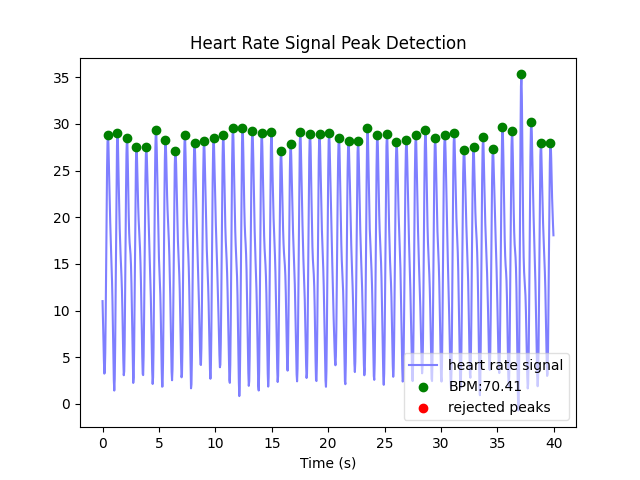 Heart Rate Signal Peak Detection
35
30
25
20
15
10
5
0
heart rate signal
BPM:70.41
rejected peaks
0 5 10 15 20 25 30 35 40
Time (s)